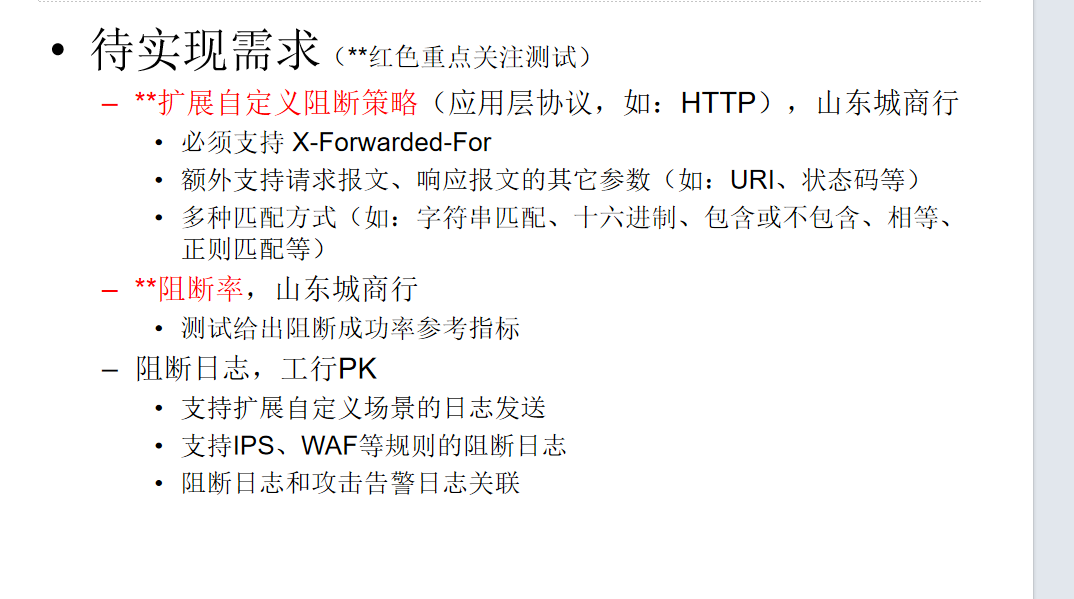 • 待实现需求（**红色重点关注测试）
– **扩展自定义阻断策略（应用层协议，如：HTTP），山东城商行
• 必须支持 X-Forwarded-For
• 额外支持请求报文、响应报文的其它参数（如：URI、状态码等）
• 多种匹配方式（如：字符串匹配、十六进制、包含或不包含、相等、
正则匹配等）
– **阻断率，山东城商行
• 测试给出阻断成功率参考指标
– 阻断日志，工行PK
• 支持扩展自定义场景的日志发送
• 支持IPS、WAF等规则的阻断日志
• 阻断日志和攻击告警日志关联